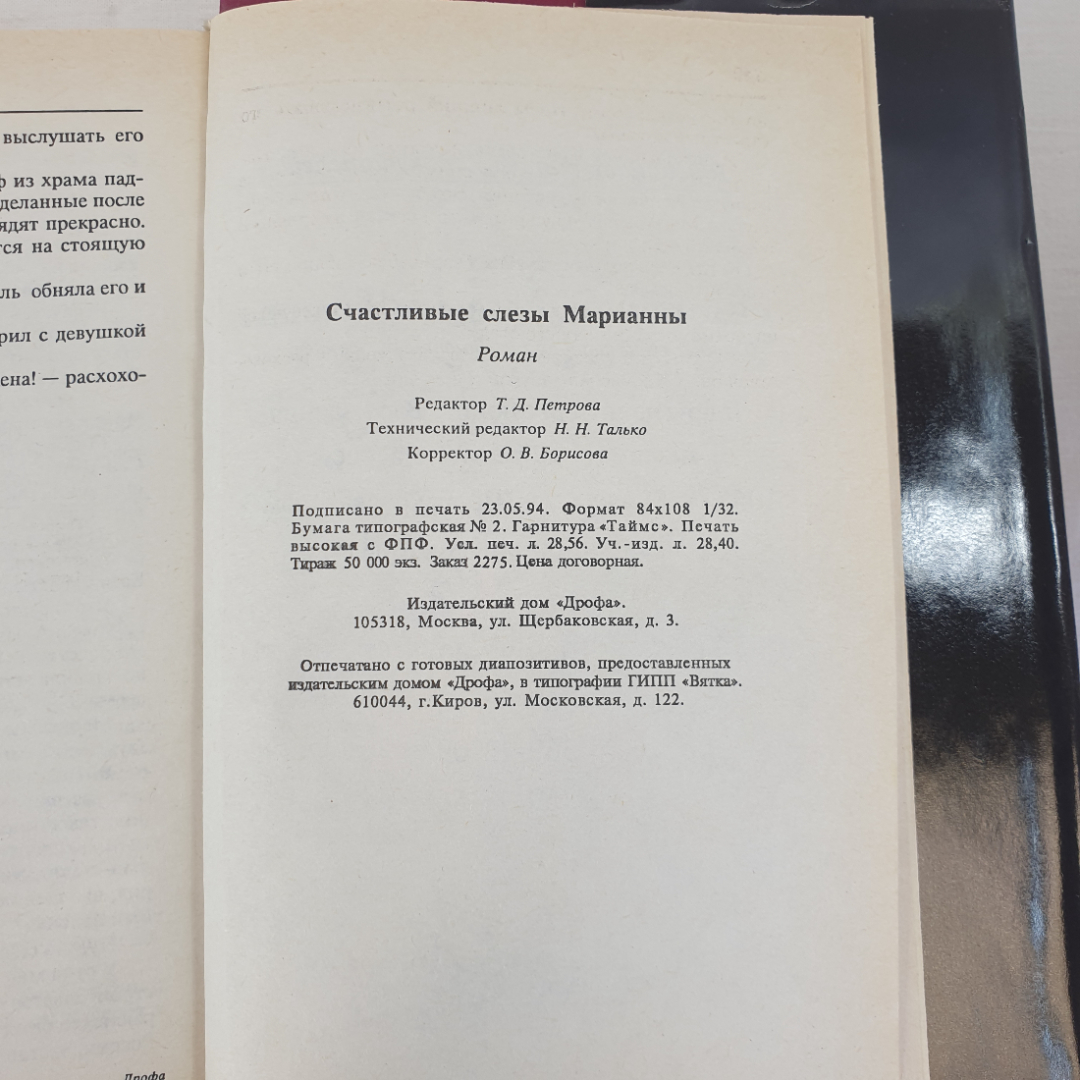 выслушать его
из храма пад-
деланные после
ядят прекрасно.
тся на стоящую
ль обняла его и
рил с девушкой
ена! — расхохо-
Дрофа
Счастливые слезы Марианны
Роман
Редактор Т. Д. Петрова
Технический редактор Н. Н. Талько
Корректор О. В. Борисова
Подписано в печать 23.05.94. Формат 84x108 1/32.
Бумага типографская № 2. Гарнитура «Таймс». Печать
высокая с ФПФ. Усл. печ. л. 28,56. Уч.-изд. л. 28,40.
Тираж 50 000 экз. Заказ 2275. Цена договорная.
Издательский дом «Дрофа».
105318, Москва, ул. Щербаковская, д. 3.
Отпечатано с готовых диапозитивов, предоставленных
издательским домом «Дрофа», в типографии ГИПП «Вятка».
610044, г.Киров, ул. Московская, д. 122.